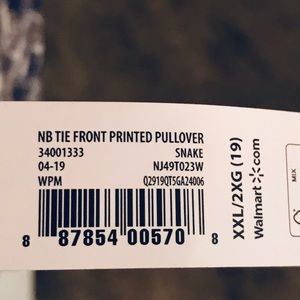 NB TIE FRONT PRINTED PULLOVER
34001333 SNAKE
04-19 NJ49T023W
WPM Q2919QT5GA24006
8 87854 00570 8
XXL/2XG (19)
Walmart.com
MIX